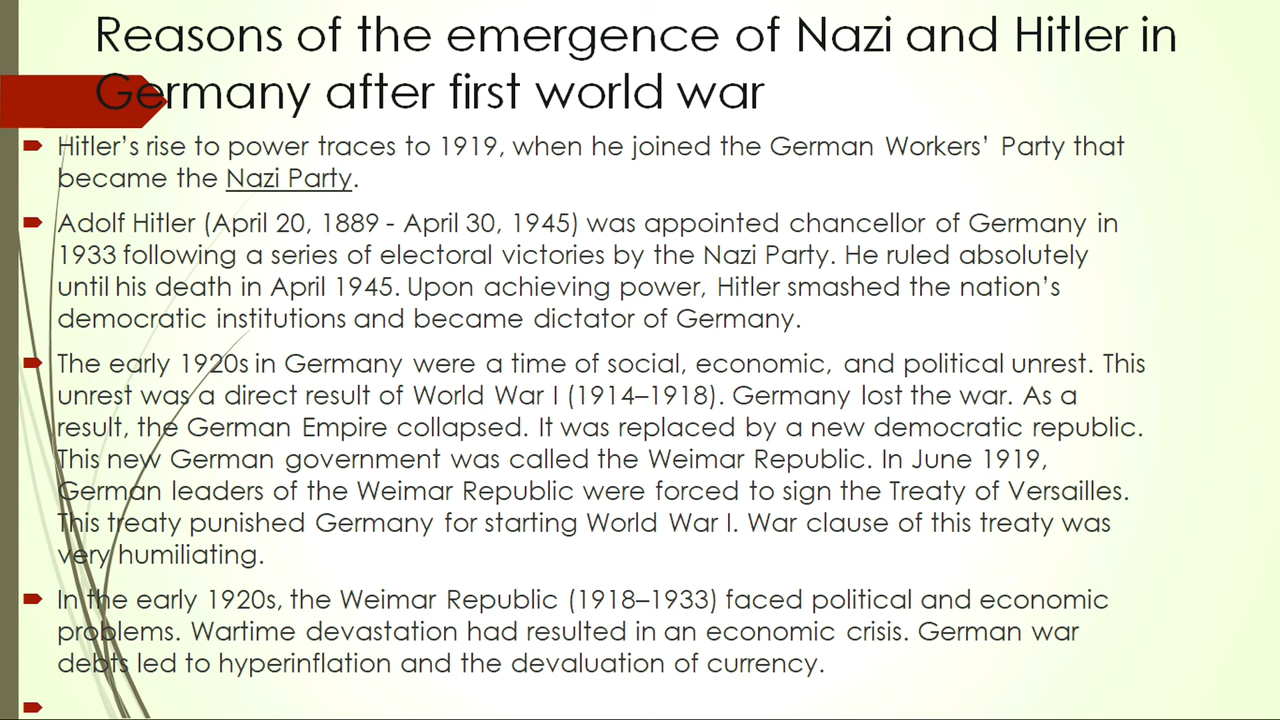 Reasons of the emergence of Nazi and Hitler in
Germany after first world war
Hitler’s rise to power traces to 1919, when he joined the German Workers’ Party that
became the Nazi Party.
Adolf Hitler (April 20, 1889 - April 30, 1945) was appointed chancellor of Germany in
1933 following a series of electoral victories by the Nazi Party. He ruled absolutely
until his death in April 1945. Upon achieving power, Hitler smashed the nation’s
democratic institutions and became dictator of Germany.
The early 1920s in Germany were a time of social, economic, and political unrest. This
unrest was a direct result of World War I (1914–1918). Germany lost the war. As a
result, the German Empire collapsed. It was replaced by a new democratic republic.
This new German government was called the Weimar Republic. In June 1919,
German leaders of the Weimar Republic were forced to sign the Treaty of Versailles.
This treaty punished Germany for starting World War I. War clause of this treaty was
very humiliating.
In the early 1920s, the Weimar Republic (1918–1933) faced political and economic
problems. Wartime devastation had resulted in an economic crisis. German war
debts led to hyperinflation and the devaluation of currency.